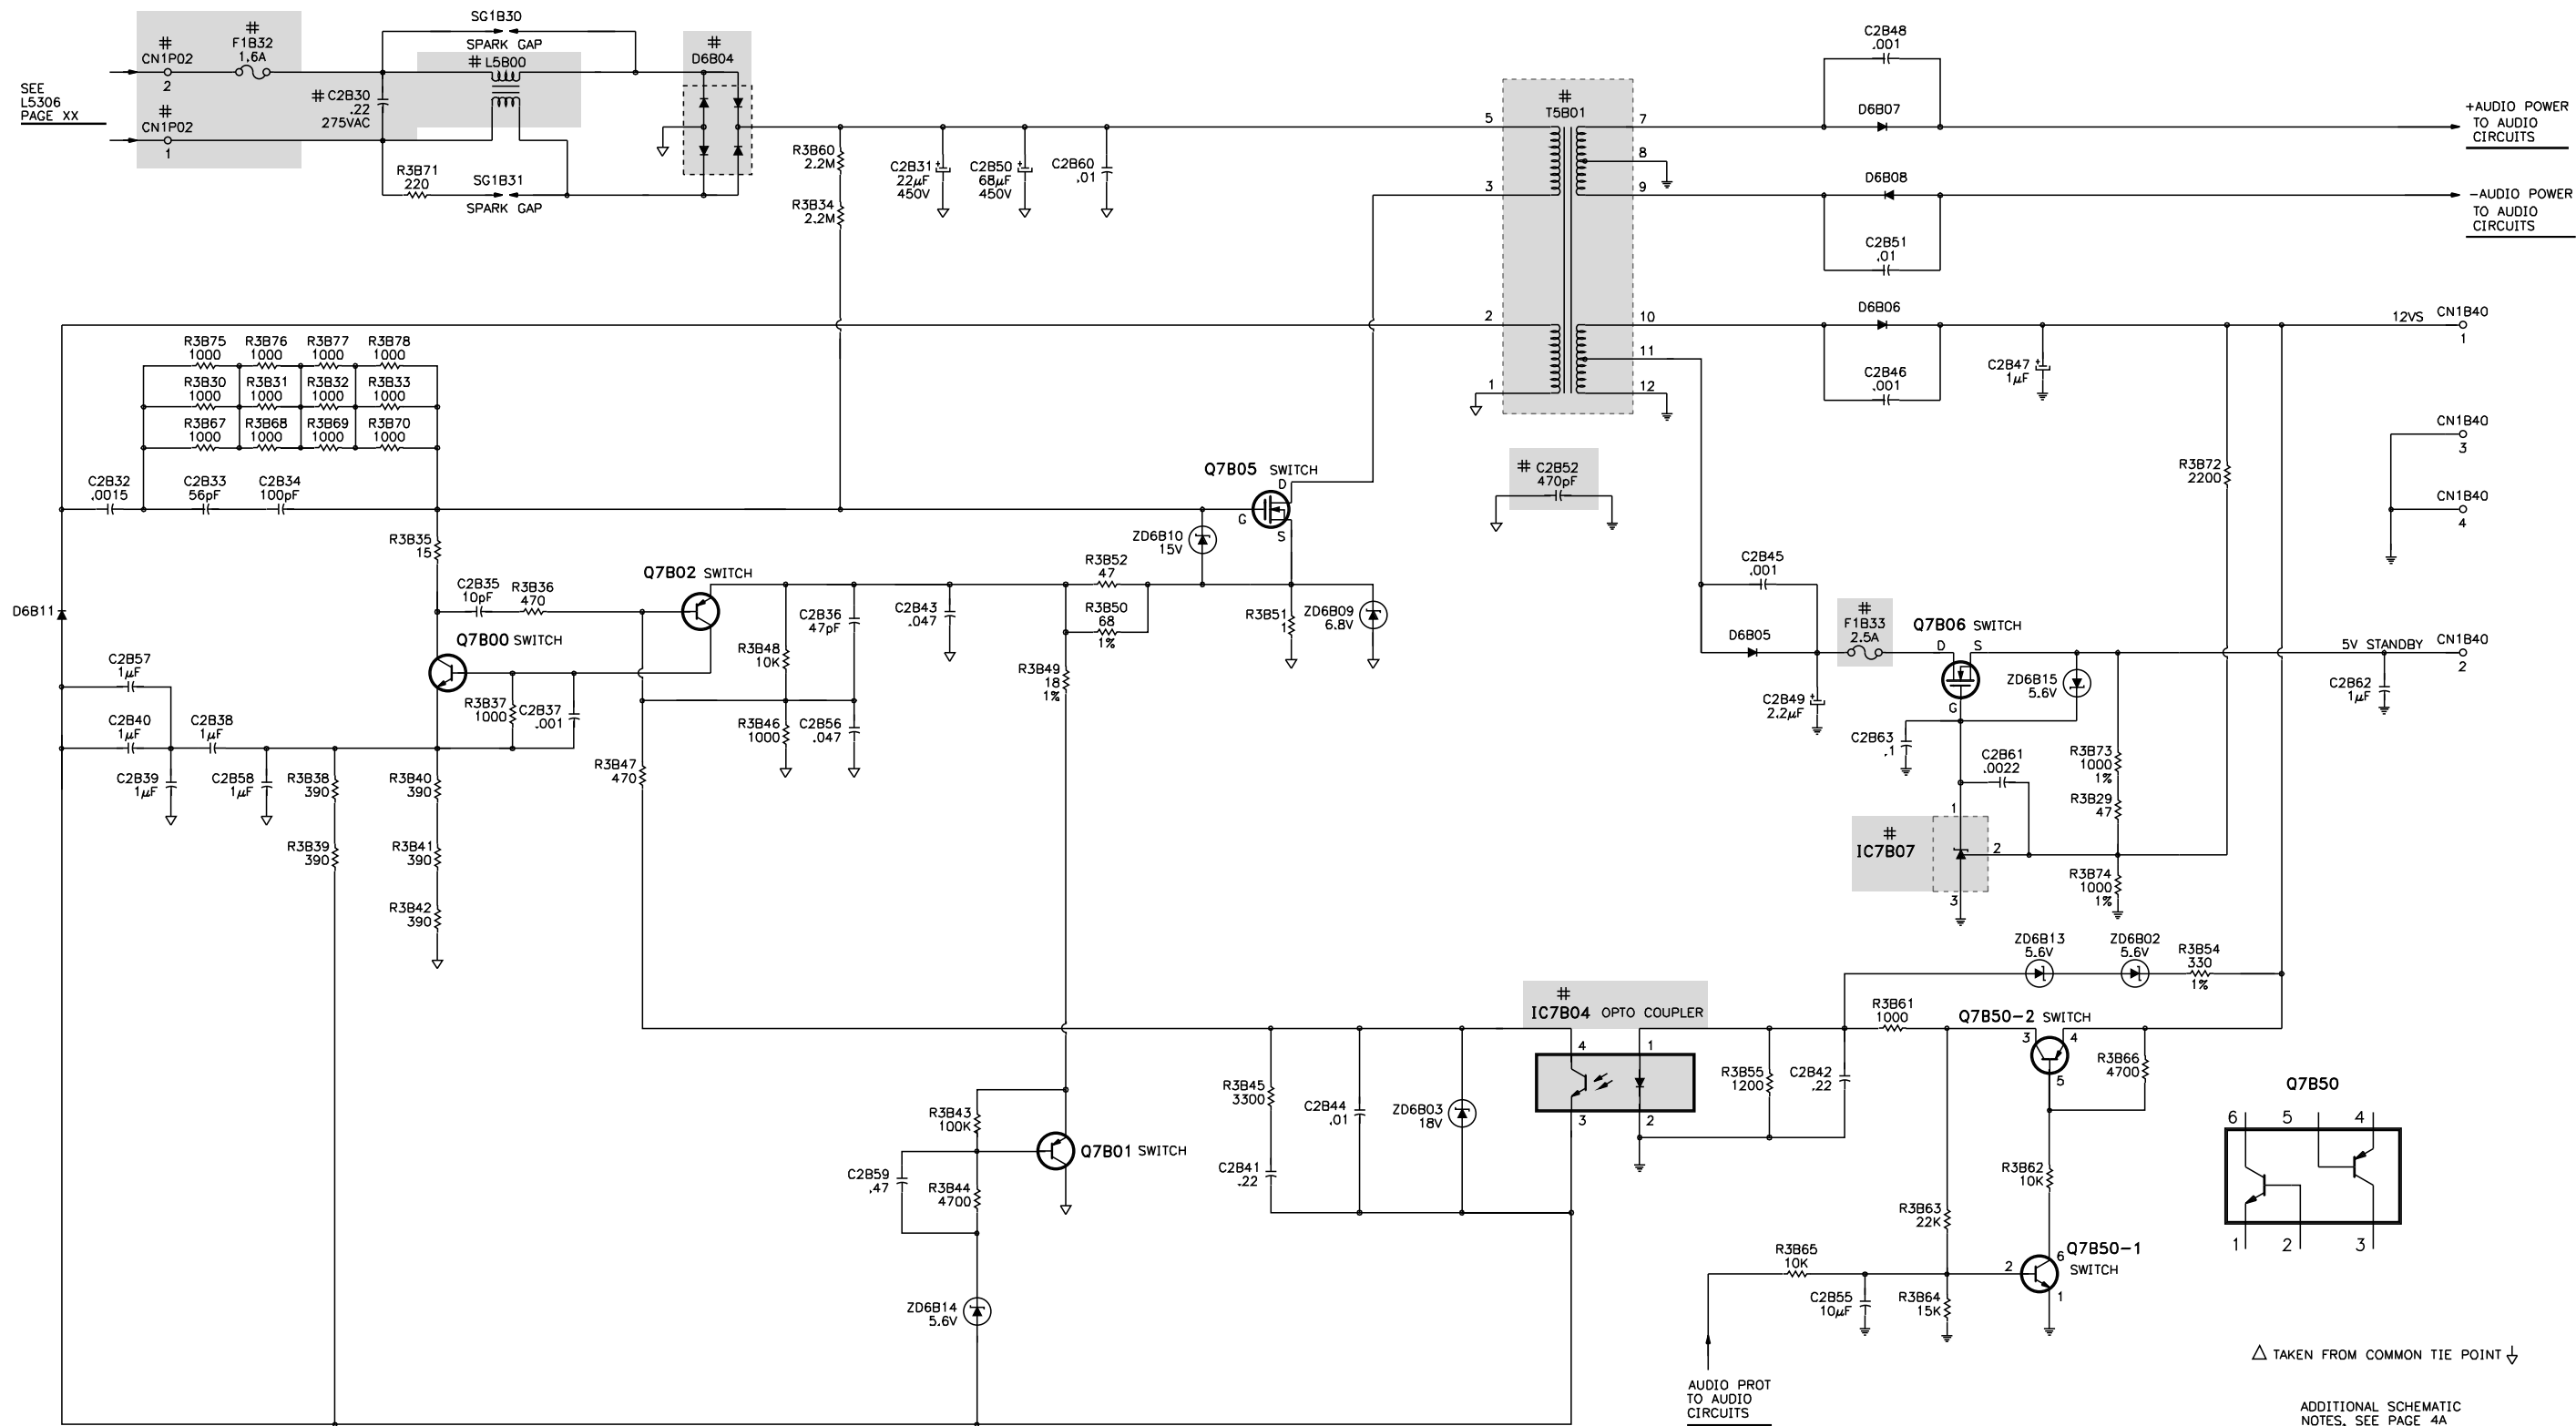 SG1B30
SPARK GAP
#
F1B32
1.6A
#
CN1P02
2
# L5B00
#
D6B04
SEE
L5306
PAGE XX
# C2B30
.22
275VAC
#
CN1P02
1
R3B71
220
SG1B31
SPARK GAP
R3B60
2.2M
R3B34
2.2M
C2B31
22µF
450V
C2B50
68µF
450V
C2B60
.01
#
T5B01
5
3
2
1
7
8
9
10
11
12
C2B48
.001
D6B07
+AUDIO POWER
TO AUDIO
CIRCUITS
D6B08
C2B51
.01
-AUDIO POWER
TO AUDIO
CIRCUITS
D6B06
C2B46
.001
C2B47
1µF
12VS
CN1B40
1
CN1B40
3
CN1B40
4
R3B72
2200
R3B75
1000
R3B76
1000
R3B77
1000
R3B78
1000
R3B30
1000
R3B31
1000
R3B32
1000
R3B33
1000
R3B67
1000
R3B68
1000
R3B69
1000
R3B70
1000
C2B32
.0015
C2B33
56pF
C2B34
100pF
Q7B05 SWITCH
D
G
S
# C2B52
470pF
R3B35
15
ZD6B10
15V
C2B35
10pF
R3B36
470
Q7B02 SWITCH
R3B52
47
R3B50
68
1%
D6B11
Q7B00 SWITCH
C2B36
47pF
C2B43
.047
R3B51
1
ZD6B09
6.8V
R3B48
10K
R3B49
18
1%
C2B57
1µF
C2B40
1µF
C2B38
1µF
R3B37
1000
C2B37
.001
R3B46
1000
C2B56
.047
C2B39
1µF
C2B58
1µF
R3B38
390
R3B40
390
R3B47
470
R3B39
390
R3B41
390
R3B42
390
C2B45
.001
D6B05
#
F1B33
2.5A
Q7B06 SWITCH
D
S
G
C2B49
2.2µF
ZD6B15
5.6V
5V STANDBY
CN1B40
2
C2B62
1µF
C2B63
.1
C2B61
.0022
R3B73
1000
1%
R3B29
47
#
IC7B07
1
2
3
R3B74
1000
1%
ZD6B13
5.6V
ZD6B02
5.6V
R3B54
330
1%
#
IC7B04 OPTO COUPLER
4
1
3
2
R3B61
1000
Q7B50-2 SWITCH
3
4
5
R3B66
4700
R3B55
1200
C2B42
.22
R3B45
3300
C2B44
.01
ZD6B03
18V
C2B41
.22
R3B43
100K
Q7B01 SWITCH
C2B59
.47
R3B44
4700
ZD6B14
5.6V
R3B62
10K
R3B63
22K
R3B65
10K
C2B55
10µF
R3B64
15K
2
6
1
Q7B50-1
SWITCH
AUDIO PROT
TO AUDIO
CIRCUITS
Q7B50
6 5 4
1 2 3
TAKEN FROM COMMON TIE POINT
ADDITIONAL SCHEMATIC
NOTES, SEE PAGE 4A